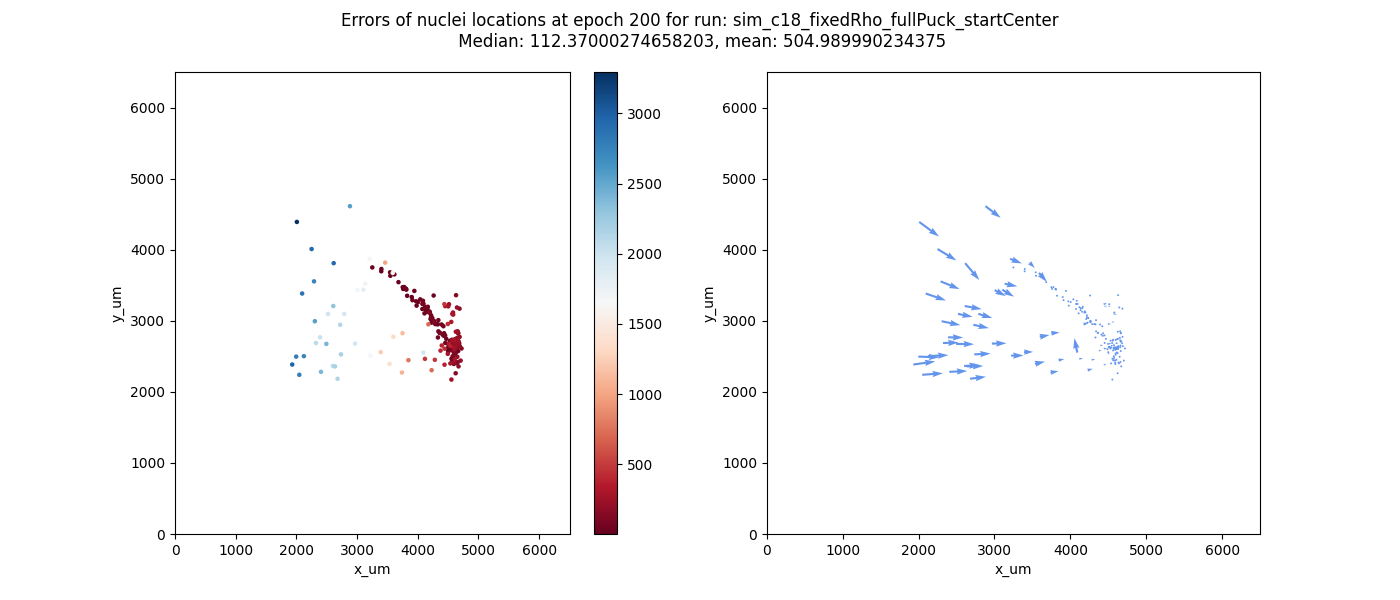 Errors of nuclei locations at epoch 200 for run: sim_c18_fixedRho_fullPuck_startCenter
Median: 112.37000274658203, mean: 504.989990234375
6000
5000
4000
3000
2000
1000
0
y_um
0 1000 2000 3000 4000 5000 6000
x_um
3000
2500
2000
1500
1000
500
6000
5000
4000
3000
2000
1000
0
y_um
0 1000 2000 3000 4000 5000 6000
x_um